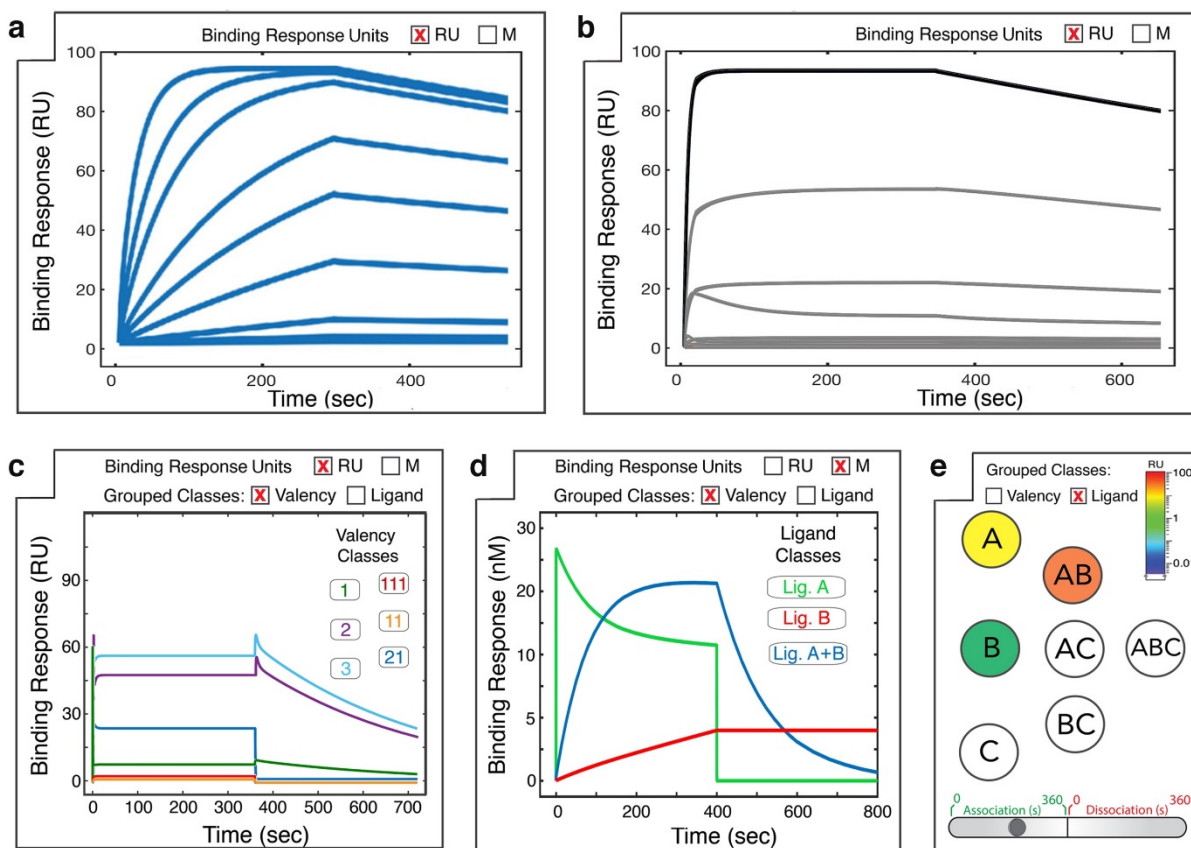 a
Binding Response Units X RU M
Binding Response (RU)
100
80
60
40
20
0
0 200 400
Time (sec)
b
Binding Response Units X RU M
Binding Response (RU)
100
80
60
40
20
0
0 200 400 600
Time (sec)
c
Binding Response Units X RU M
Grouped Classes: X Valency Ligand
Binding Response (RU)
90
60
30
0
Valency
Classes
1 111
2 11
3 21
0 100 200 300 400 500 600 700
Time (sec)
d
Binding Response Units RU X M
Grouped Classes: X Valency Ligand
Binding Response (nM)
30
20
10
5
0
Ligand
Classes
Lig. A
Lig. B
Lig. A+B
0 200 400 600 800
Time (sec)
e
Grouped Classes:
Valency X Ligand
RU
100
1
0.01
A
AB
B AC ABC
BC
C
0 360 0 360
Association (s) Dissociation (s)